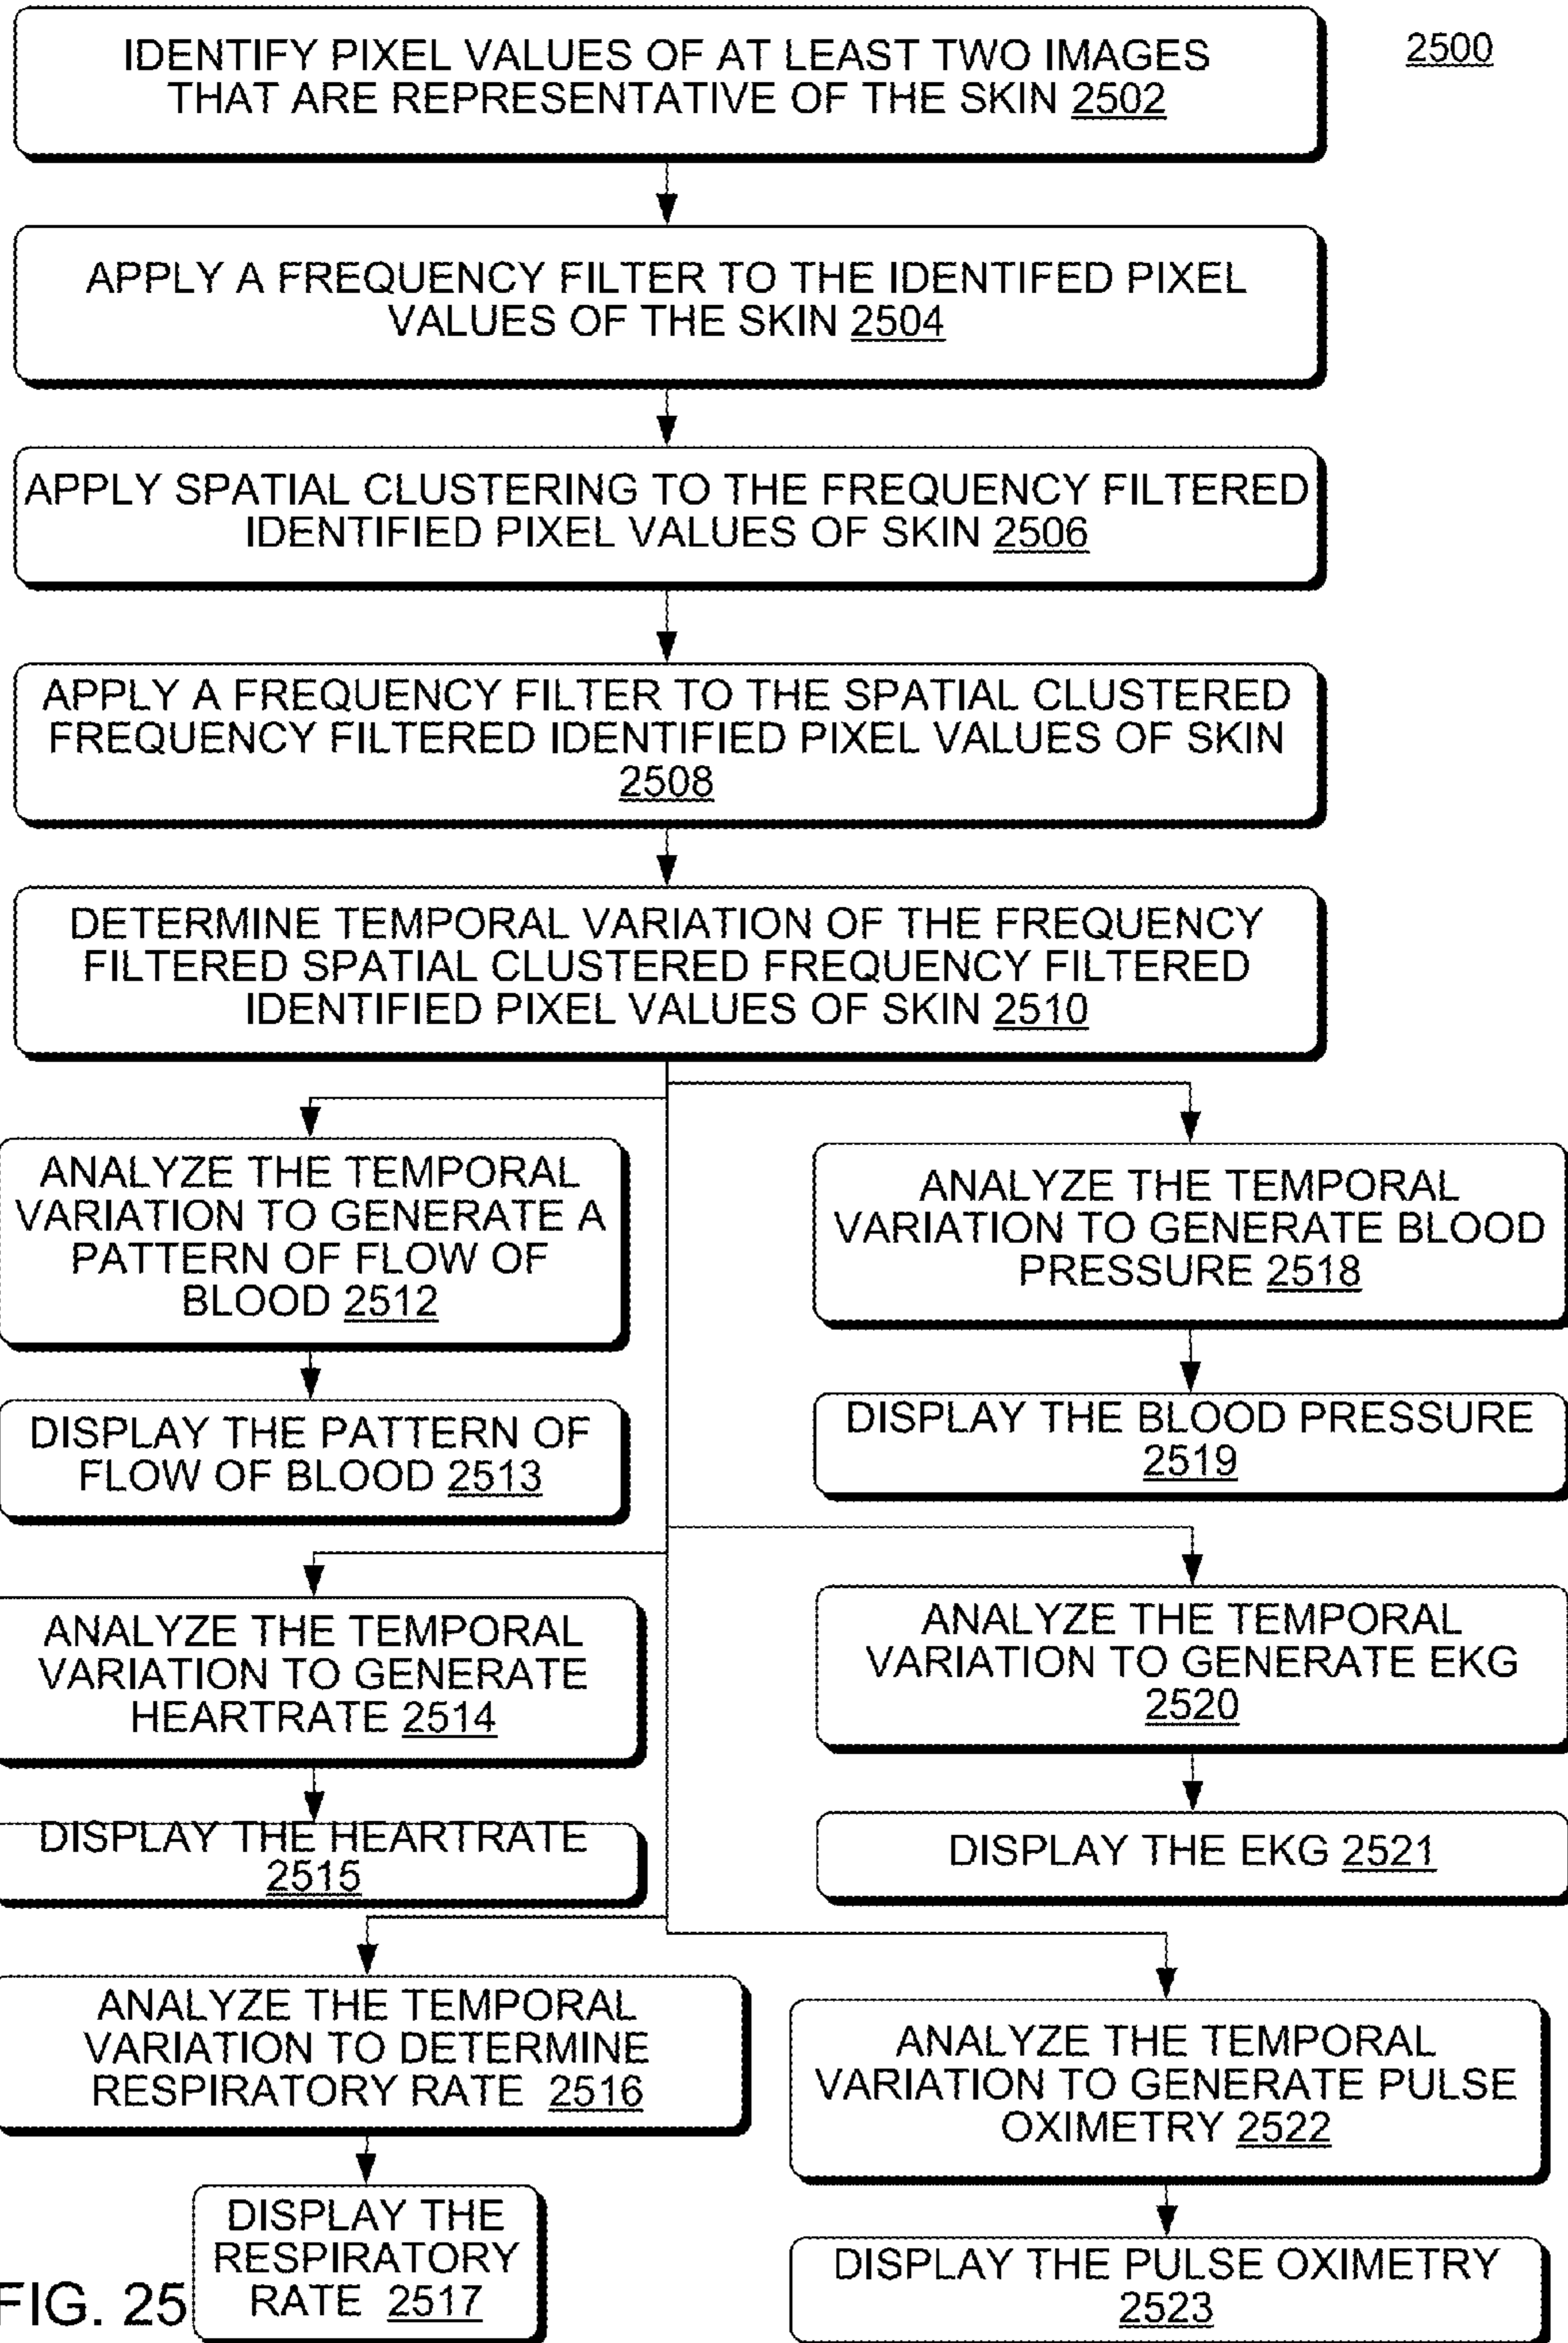 2500
IDENTIFY PIXEL VALUES OF AT LEAST TWO IMAGES
THAT ARE REPRESENTATIVE OF THE SKIN 2502
APPLY A FREQUENCY FILTER TO THE IDENTIFED PIXEL
VALUES OF THE SKIN 2504
APPLY SPATIAL CLUSTERING TO THE FREQUENCY FILTERED
IDENTIFIED PIXEL VALUES OF SKIN 2506
APPLY A FREQUENCY FILTER TO THE SPATIAL CLUSTERED
FREQUENCY FILTERED IDENTIFIED PIXEL VALUES OF SKIN
2508
DETERMINE TEMPORAL VARIATION OF THE FREQUENCY
FILTERED SPATIAL CLUSTERED FREQUENCY FILTERED
IDENTIFIED PIXEL VALUES OF SKIN 2510
ANALYZE THE TEMPORAL
VARIATION TO GENERATE A
PATTERN OF FLOW OF
BLOOD 2512
DISPLAY THE PATTERN OF
FLOW OF BLOOD 2513
ANALYZE THE TEMPORAL
VARIATION TO GENERATE BLOOD
PRESSURE 2518
DISPLAY THE BLOOD PRESSURE
2519
ANALYZE THE TEMPORAL
VARIATION TO GENERATE
HEARTRATE 2514
DISPLAY THE HEARTRATE
2515
ANALYZE THE TEMPORAL
VARIATION TO GENERATE EKG
2520
DISPLAY THE EKG 2521
ANALYZE THE TEMPORAL
VARIATION TO DETERMINE
RESPIRATORY RATE 2516
DISPLAY THE
RESPIRATORY
RATE 2517
ANALYZE THE TEMPORAL
VARIATION TO GENERATE PULSE
OXIMETRY 2522
DISPLAY THE PULSE OXIMETRY
2523
FIG. 25